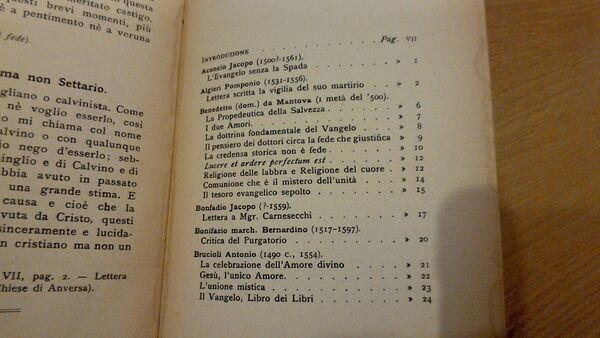 in questa
meritato castigo,
questi brevi momenti, più
è a pentimento nè a veruna
fede).
ma non Settario.
gliano o calvinista. Come
nè voglio esserlo, così
o mi chiama col nome
alvino o con qualunque
io nego d'esserlo; seb-
inglio e di Calvino e di
bbia avuto in passato
una grande stima. E
causa e cioè che la
vuta da Cristo, questi
sinceramente e lucida-
n cristiano ma non un
VII, pag. 2. — Lettera
Chiese di Anversa).
Introduzione . . . Pag. VII
Aconcio Jacopo (1500?-1561).
L'Evangelo senza la Spada . . . » 1
Algieri Pomponio (1531-1556).
Lettera scritta la vigilia del suo martirio . . . » 2
Benedetto (dom.) da Mantova (1 metà del '500).
La Propedeutica della Salvezza . . . » 6
I due Amori. . . . » 7
La dottrina fondamentale del Vangelo . . . » 8
Il pensiero dei dottori circa la fede che giustifica » 9
La credenza storica non è fede. . . . » 10
Lucere et ardere perfectum est . . . » 12
Religione delle labbra e Religione del cuore . . . » 12
Comunione che è il mistero dell'unità . . . » 14
Il tesoro evangelico sepolto . . . » 15
Bonfadio Jacopo (?-1559).
Lettera a Mgr. Carnesecchi . . . » 17
Bonifazio march. Bernardino (1517-1597).
Critica del Purgatorio . . . » 20
Brucioli Antonio (1490 c., 1554).
La celebrazione dell'Amore divino . . . » 21
Gesù, l'unico Amore. . . . » 22
L'unione mistica . . . » 23
Il Vangelo, Libro dei Libri . . . » 24